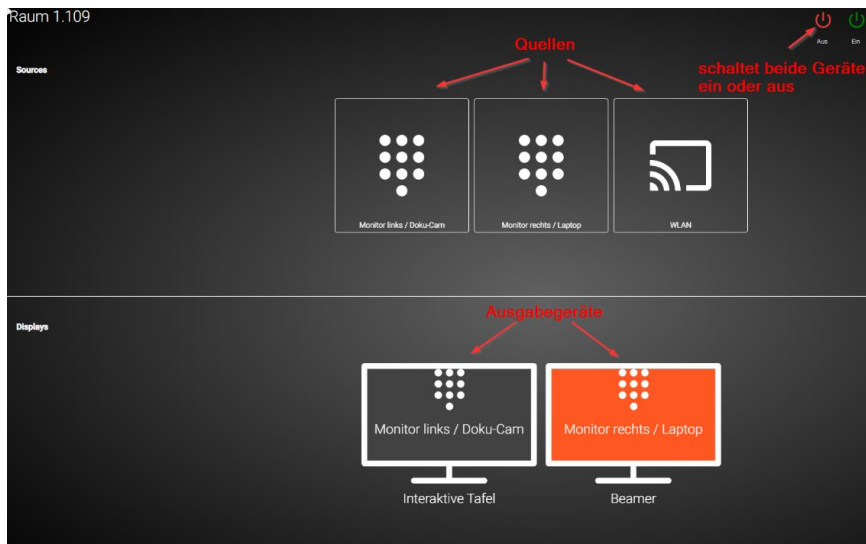 Raum 1.109
Aus
Ein
Quellen
schaltet beide Geräte
ein oder aus
Sources
Monitor links / Doku-Cam
Monitor rechts / Laptop
WLAN
Displays
Ausgabegeräte
Monitor links / Doku-Cam
Monitor rechts / Laptop
Interaktive Tafel
Beamer